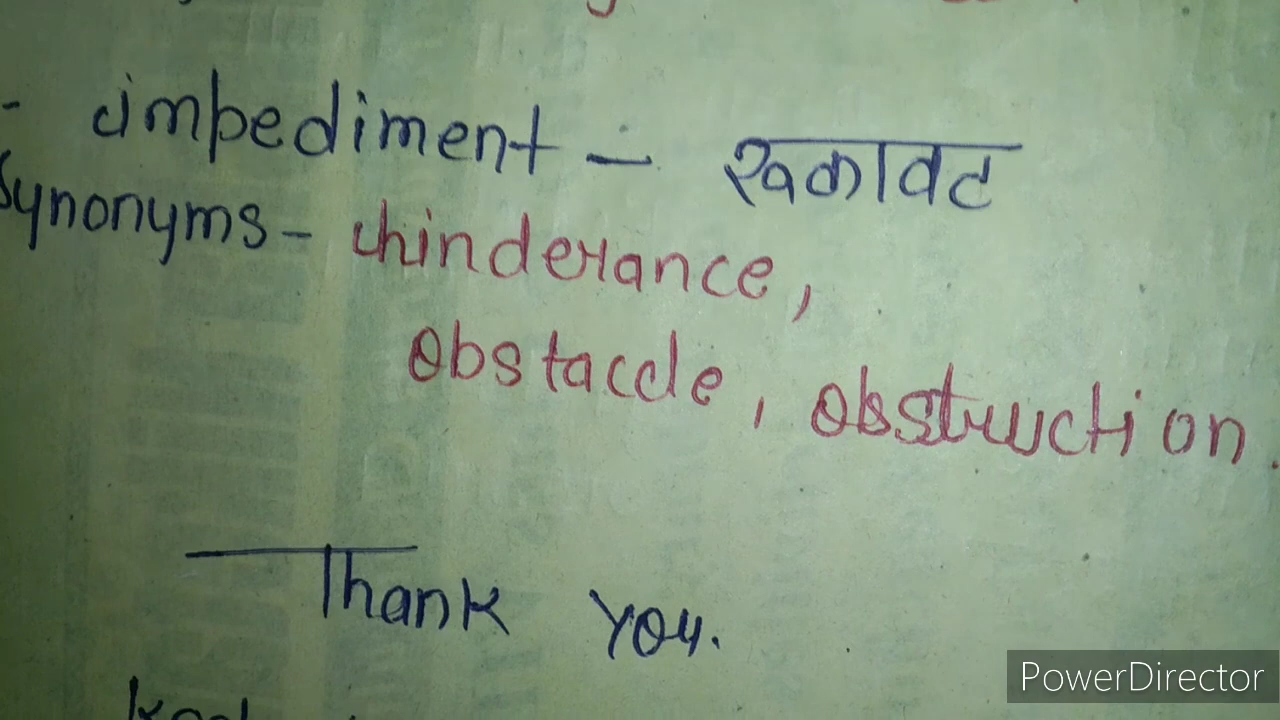 - impediment - रुकावट
Synonyms - hinderance,
obstacle, obstruction.
Thank you.
PowerDirector